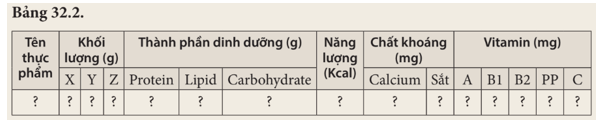 Bảng 32.2.
Tên thực phẩm | Khối lượng (g) | Thành phần dinh dưỡng (g) | Năng lượng (Kcal) | Chất khoáng (mg) | Vitamin (mg)
X Y Z Protein Lipid Carbohydrate Calcium Sắt A B1 B2 PP C
? ? ? ? ? ? ? ? ? ? ? ? ? ? ?